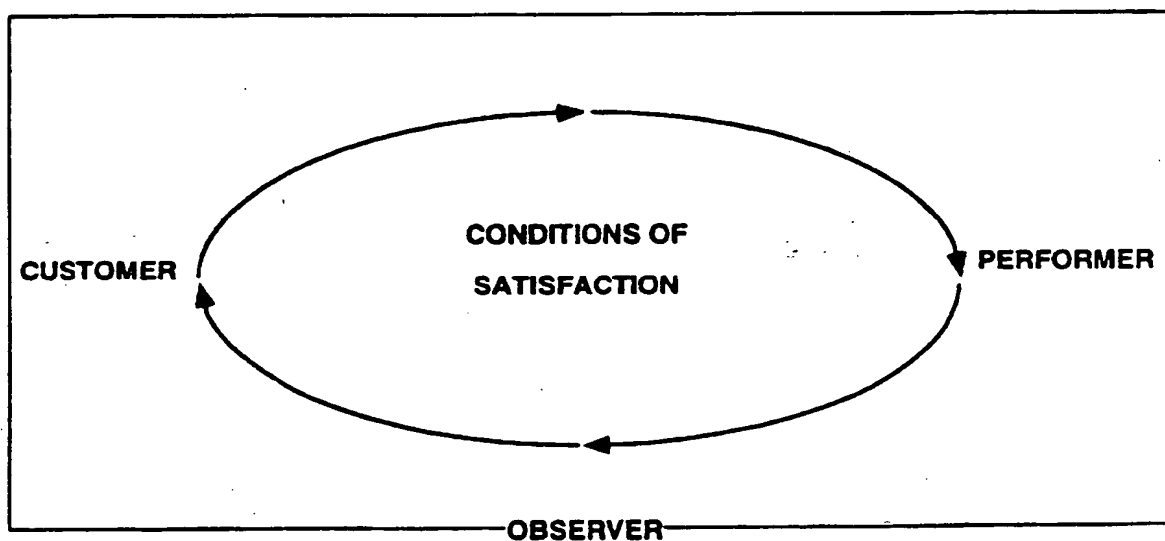 CONDITIONS OF
SATISFACTION
CUSTOMER
PERFORMER
OBSERVER